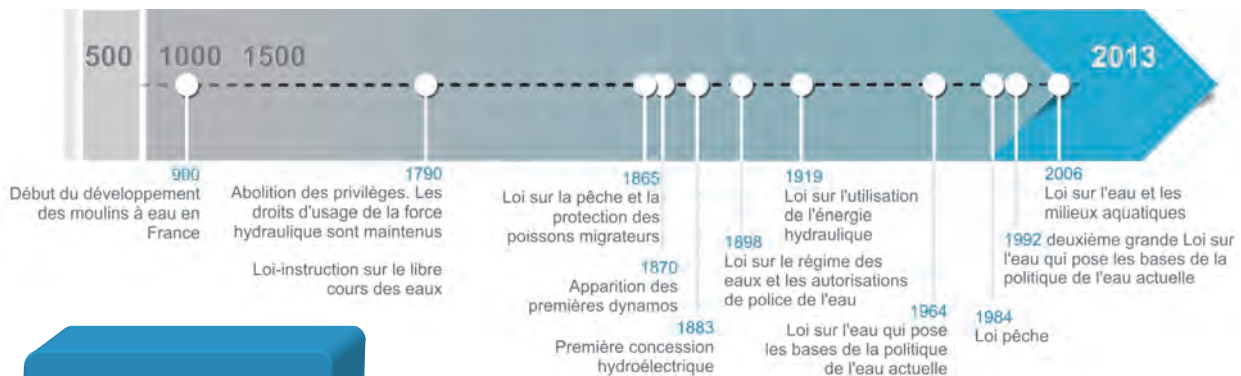 500 1000 1500
2013
900
Début du développement
des moulins à eau en
France
1790
Abolition des privilèges. Les
droits d'usage de la force
hydraulique sont maintenus
Loi-instruction sur le libre
cours des eaux
1865
Loi sur la pêche et la
protection des
poissons migrateurs
1870
Apparition des
premières dynamos
1883
Première concession
hydroélectrique
1898
Loi sur le régime des
eaux et les autorisations
de police de l'eau
1919
Loi sur l'utilisation
de l'énergie
hydraulique
1964
Loi sur l'eau qui pose
les bases de la politique
de l'eau actuelle
1984
Loi pêche
1992 deuxième grande Loi sur
l'eau qui pose les bases de la
politique de l'eau actuelle
2006
Loi sur l'eau et les
milieux aquatiques